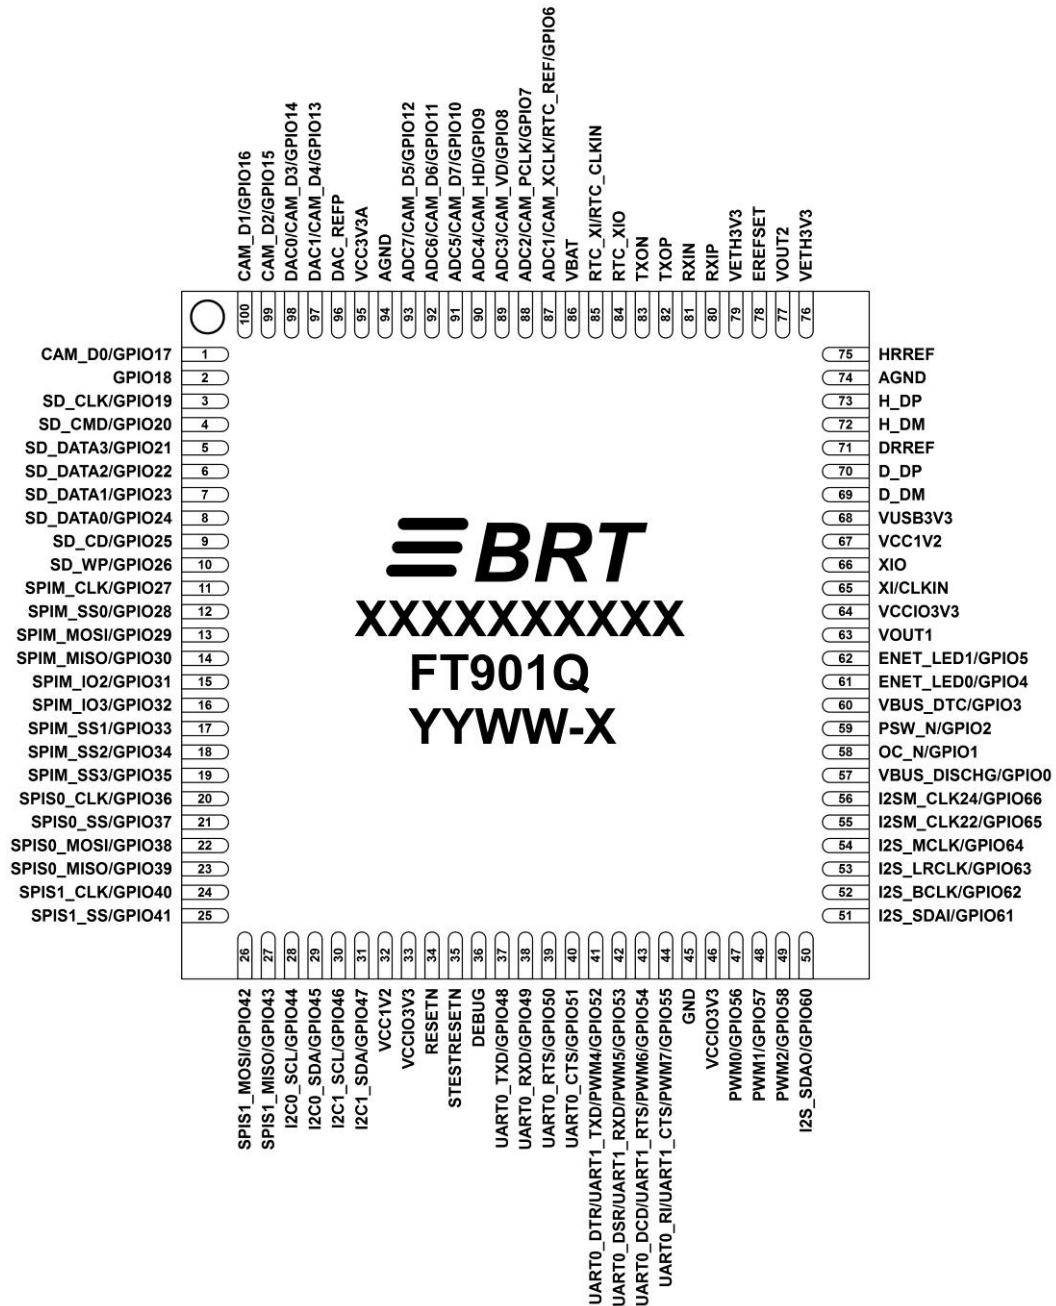 CAM_D1/GPIO16
CAM_D2/GPIO15
DAC0/CAM_D3/GPIO14
DAC1/CAM_D4/GPIO13
DAC_REFP
VCC3V3A
AGND
ADC7/CAM_D5/GPIO12
ADC6/CAM_D6/GPIO11
ADC5/CAM_D7/GPIO10
ADC4/CAM_HD/GPIO9
ADC3/CAM_VD/GPIO8
ADC2/CAM_PCLK/GPIO7
ADC1/CAM_XCLK/RTC_REF/GPIO6
VBAT
RTC_XI/RTC_CLKIN
RTC_XIO
TXON
TXOP
RXIN
RXIP
VETH3V3
EREFSET
VOUT2
VETH3V3
100 99 98 97 96 95 94 93 92 91 90 89 88 87 86 85 84 83 82 81 80 79 78 77 76
CAM_D0/GPIO17 1
GPIO18 2
SD_CLK/GPIO19 3
SD_CMD/GPIO20 4
SD_DATA3/GPIO21 5
SD_DATA2/GPIO22 6
SD_DATA1/GPIO23 7
SD_DATA0/GPIO24 8
SD_CD/GPIO25 9
SD_WP/GPIO26 10
SPIM_CLK/GPIO27 11
SPIM_SS0/GPIO28 12
SPIM_MOSI/GPIO29 13
SPIM_MISO/GPIO30 14
SPIM_IO2/GPIO31 15
SPIM_IO3/GPIO32 16
SPIM_SS1/GPIO33 17
SPIM_SS2/GPIO34 18
SPIM_SS3/GPIO35 19
SPIS0_CLK/GPIO36 20
SPIS0_SS/GPIO37 21
SPIS0_MOSI/GPIO38 22
SPIS0_MISO/GPIO39 23
SPIS1_CLK/GPIO40 24
SPIS1_SS/GPIO41 25
BRT
XXXXXXXXXX
FT901Q
YYWW-X
75 HRREF
74 AGND
73 H_DP
72 H_DM
71 DRREF
70 D_DP
69 D_DM
68 VUSB3V3
67 VCC1V2
66 XIO
65 XI/CLKIN
64 VCCIO3V3
63 VOUT1
62 ENET_LED1/GPIO5
61 ENET_LED0/GPIO4
60 VBUS_DTC/GPIO3
59 PSW_N/GPIO2
58 OC_N/GPIO1
57 VBUS_DISCHG/GPIO0
56 I2SM_CLK24/GPIO66
55 I2SM_CLK22/GPIO65
54 I2S_MCLK/GPIO64
53 I2S_LRCLK/GPIO63
52 I2S_BCLK/GPIO62
51 I2S_SDAI/GPIO61
26 27 28 29 30 31 32 33 34 35 36 37 38 39 40 41 42 43 44 45 46 47 48 49 50
SPIS1_MOSI/GPIO42
SPIS1_MISO/GPIO43
I2C0_SCL/GPIO44
I2C0_SDA/GPIO45
I2C1_SCL/GPIO46
I2C1_SDA/GPIO47
VCC1V2
VCCIO3V3
RESETN
STESTRESETN
DEBUG
UART0_TXD/GPIO48
UART0_RXD/GPIO49
UART0_RTS/GPIO50
UART0_CTS/GPIO51
UART0_DTR/UART1_TXD/PWM4/GPIO52
UART0_DSR/UART1_RXD/PWM5/GPIO53
UART0_DCD/UART1_RTS/PWM6/GPIO54
UART0_RI/UART1_CTS/PWM7/GPIO55
GND
VCCIO3V3
PWM0/GPIO56
PWM1/GPIO57
PWM2/GPIO58
I2S_SDAO/GPIO60